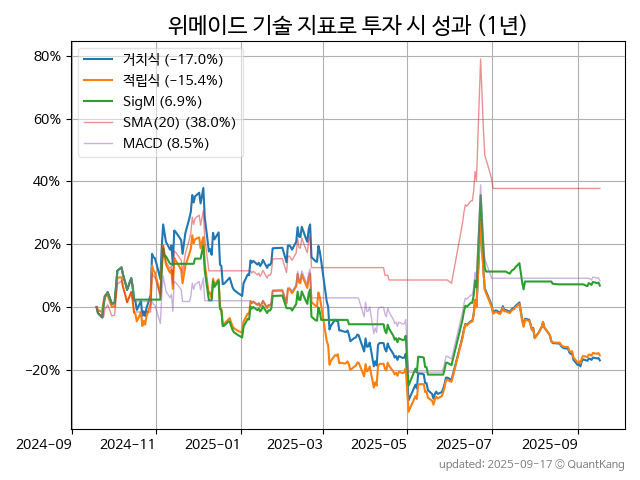 위메이드 기술 지표로 투자 시 성과 (1년)
80%
60%
40%
20%
0%
−20%
거치식 (−17.0%)
적립식 (−15.4%)
SigM (6.9%)
SMA(20) (38.0%)
MACD (8.5%)
2024-09
2024-11
2025-01
2025-03
2025-05
2025-07
2025-09
updated: 2025-09-17 © QuantKang